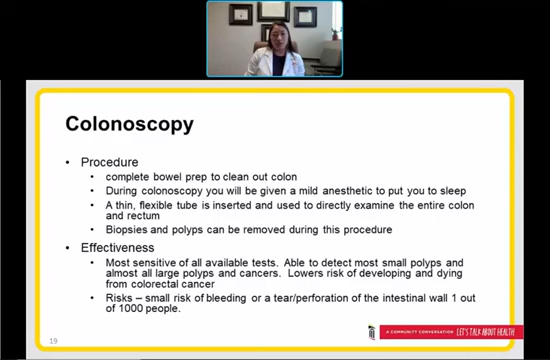 Colonoscopy
• Procedure
• complete bowel prep to clean out colon
• During colonoscopy you will be given a mild anesthetic to put you to sleep
• A thin, flexible tube is inserted and used to directly examine the entire colon
and rectum
• Biopsies and polyps can be removed during this procedure
• Effectiveness
• Most sensitive of all available tests. Able to detect most small polyps and
almost all large polyps and cancers. Lowers risk of developing and dying
from colorectal cancer
• Risks – small risk of bleeding or a tear/perforation of the intestinal wall 1 out
of 1000 people.
19
A COMMUNITY CONVERSATION LET'S TALK ABOUT HEALTH